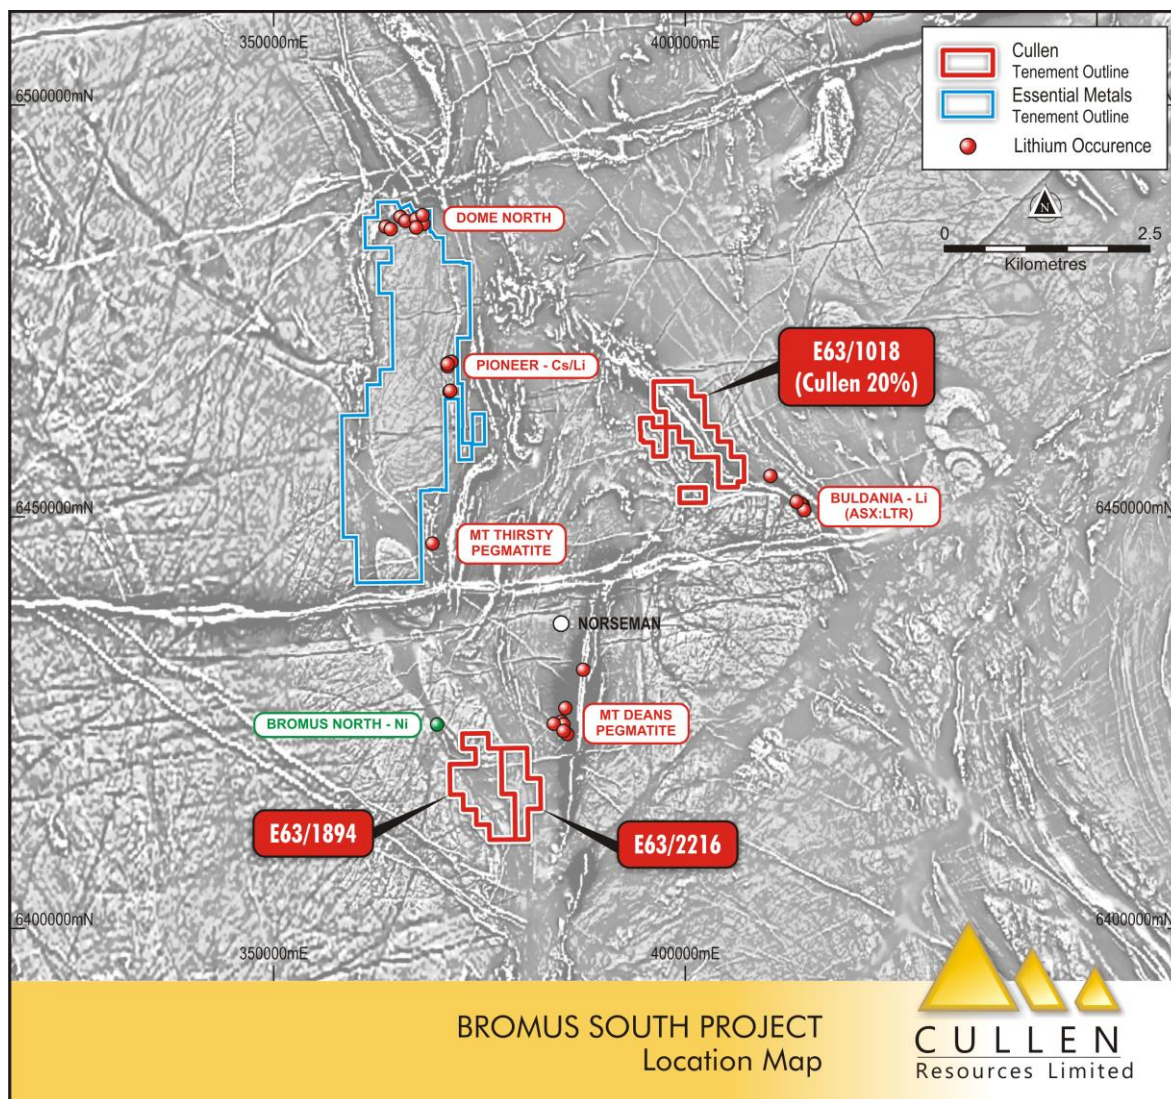 350000mE
400000mE
6500000mN
Cullen
Tenement Outline
Essential Metals
Tenement Outline
Lithium Occurence
N
0
2.5
Kilometres
DOME NORTH
PIONEER - Cs/Li
E63/1018
(Cullen 20%)
BULDANIA - Li
(ASX:LTR)
6450000mN
6450000mN
MT THIRSTY
PEGMATITE
NORSEMAN
BROMUS NORTH - Ni
MT DEANS
PEGMATITE
E63/1894
E63/2216
6400000mN
6400000mN
350000mE
400000mE
BROMUS SOUTH PROJECT
Location Map
CULLEN
Resources Limited